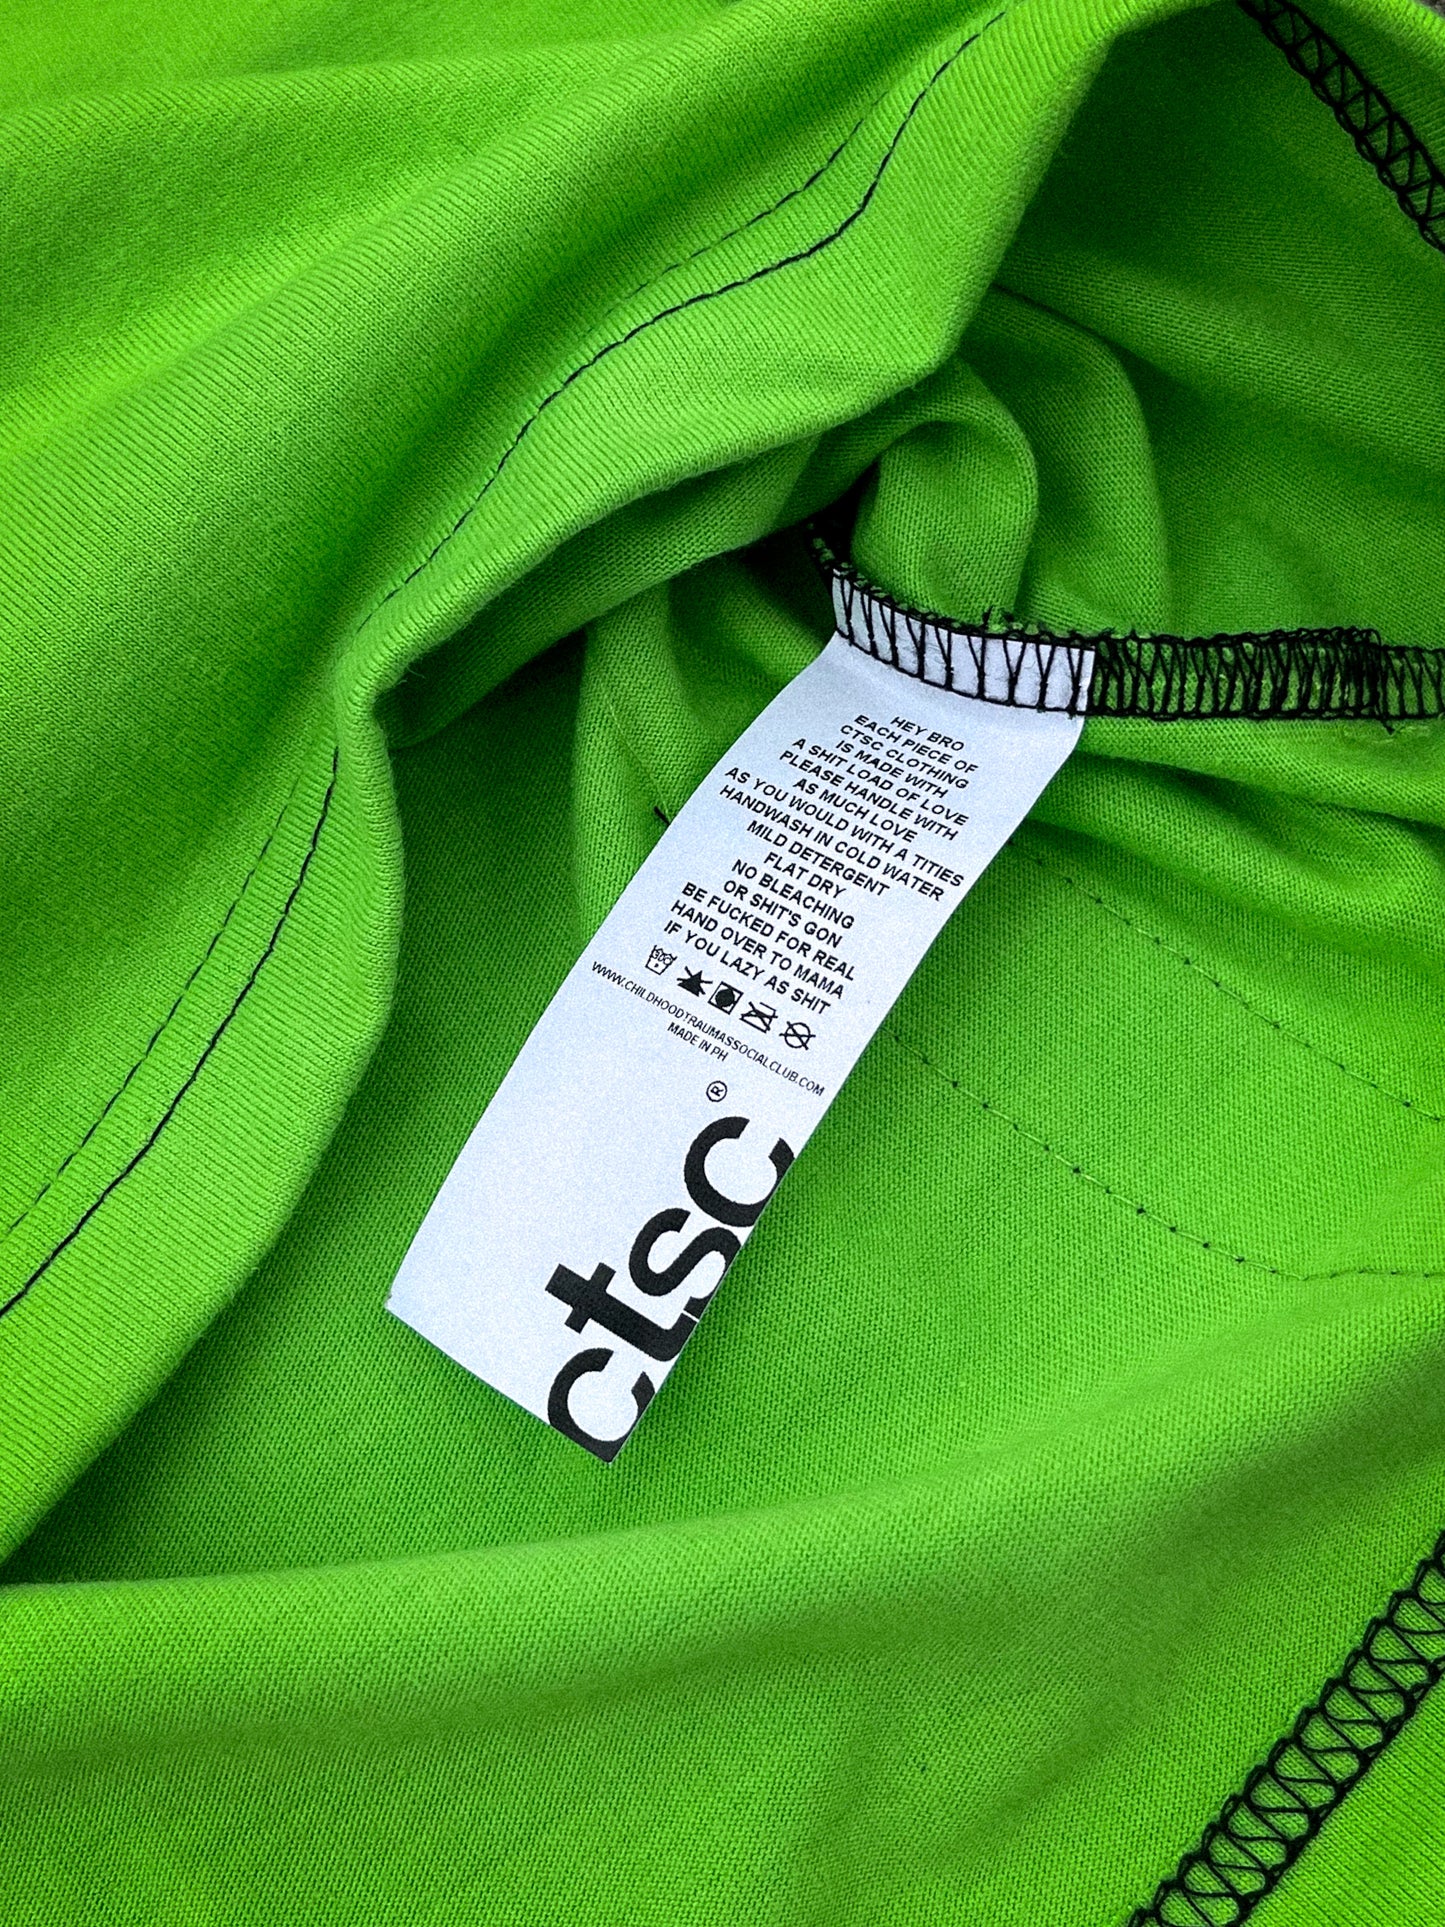 HEY BRO
EACH PIECE OF
CTSC CLOTHING
IS MADE WITH
A SHIT LOAD OF LOVE
PLEASE HANDLE WITH
AS MUCH LOVE
AS YOU WOULD WITH A TITIES
HANDWASH IN COLD WATER
MILD DETERGENT
FLAT DRY
NO BLEACHING
OR SHIT'S GON
BE FUCKED FOR REAL
HAND OVER TO MAMA
IF YOU LAZY AS SHIT
WWW.CHILDHOODTRAUMASSOCIALCLUB.COM
MADE IN PH
ctsc®